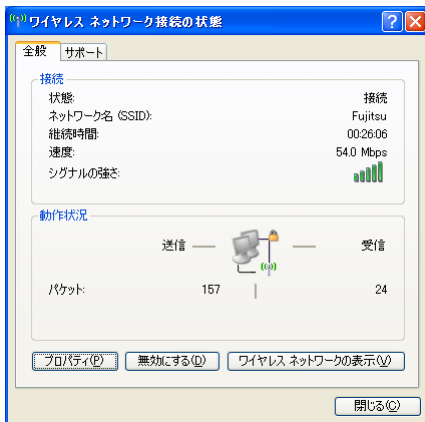 ワイヤレス ネットワーク接続の状態
全般 サポート
接続
状態: 接続
ネットワーク名 (SSID): Fujitsu
継続時間: 00:26:06
速度: 54.0 Mbps
シグナルの強さ:
動作状況
送信 — — 受信
パケット: 157 | 24
プロパティ(P) 無効にする(D) ワイヤレス ネットワークの表示(V)
閉じる(C)